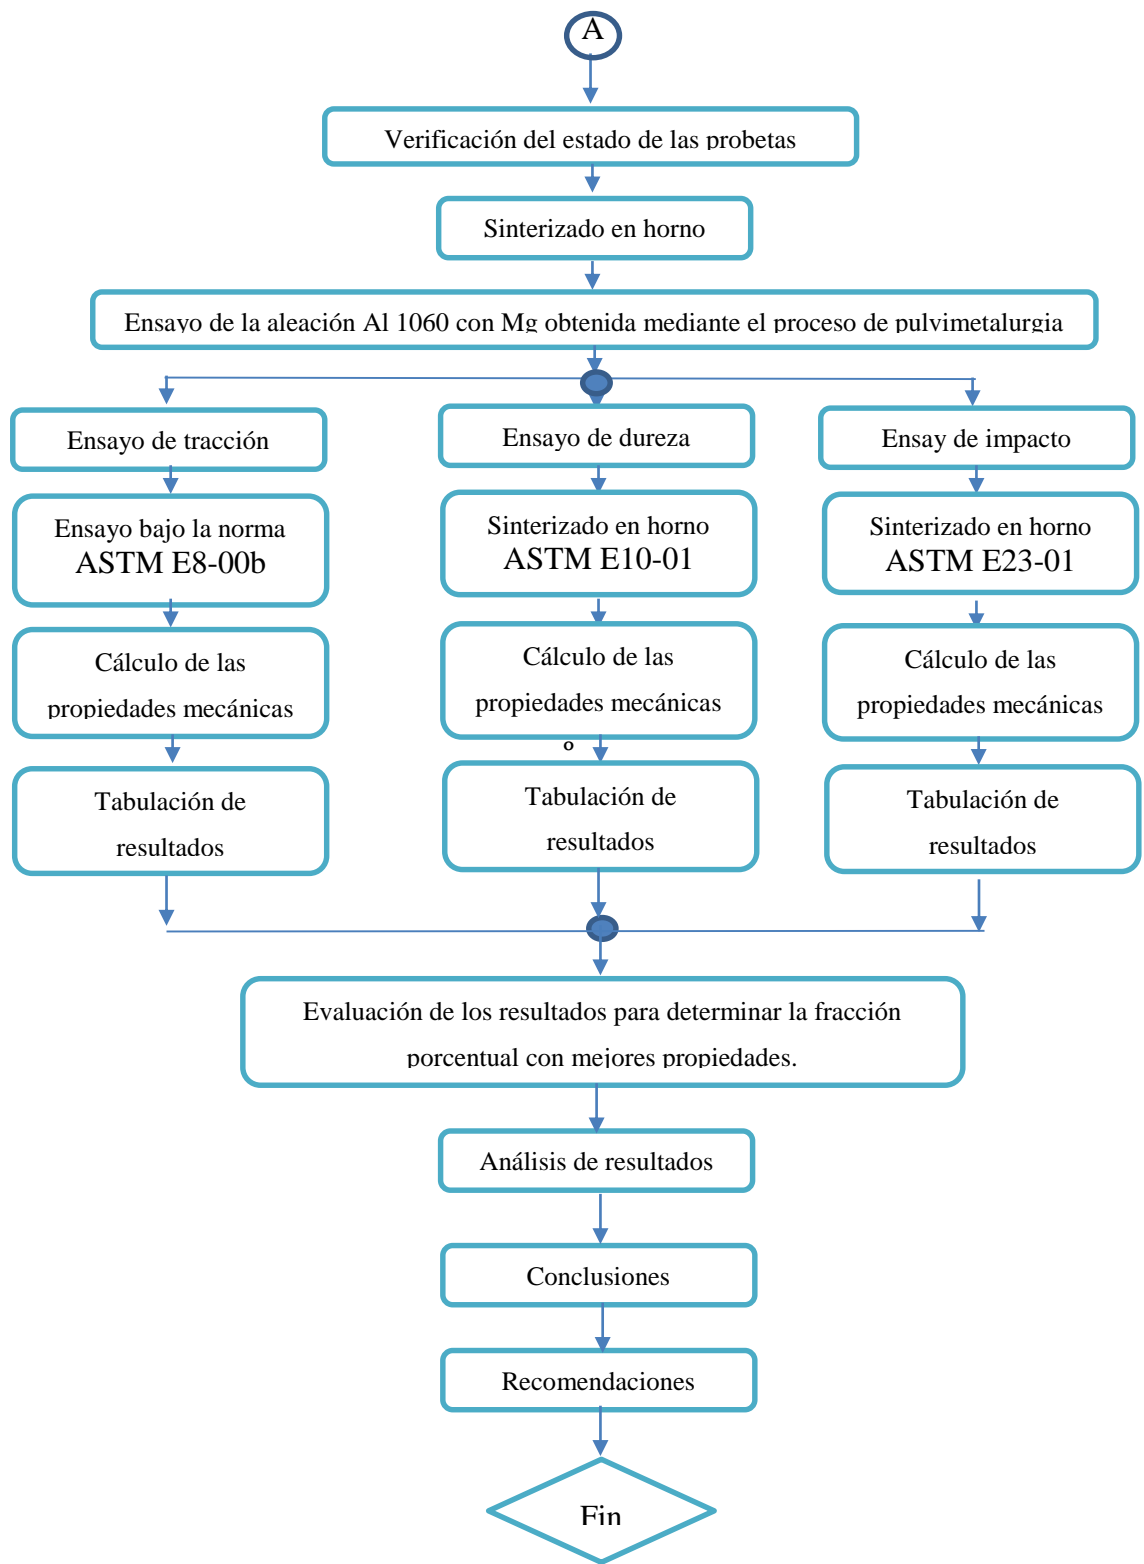 A
Verificación del estado de las probetas
Sinterizado en horno
Ensayo de la aleación Al 1060 con Mg obtenida mediante el proceso de pulvimetalurgia
Ensayo de tracción
Ensayo bajo la norma
ASTM E8-00b
Cálculo de las
propiedades mecánicas
Tabulación de
resultados
Ensayo de dureza
Sinterizado en horno
ASTM E10-01
Cálculo de las
propiedades mecánicas
º
Tabulación de
resultados
Ensay de impacto
Sinterizado en horno
ASTM E23-01
Cálculo de las
propiedades mecánicas
Tabulación de
resultados
Evaluación de los resultados para determinar la fracción
porcentual con mejores propiedades.
Análisis de resultados
Conclusiones
Recomendaciones
Fin